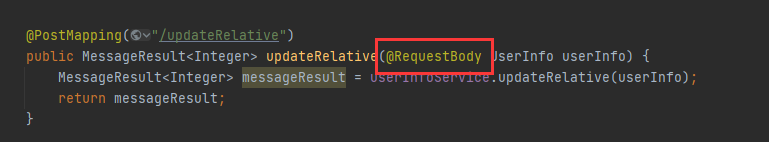 @PostMapping("/updateRelative")
public MessageResult<Integer> updateRelative(@RequestBody UserInfo userInfo) {
MessageResult<Integer> messageResult = userInfoService.updateRelative(userInfo);
return messageResult;
}